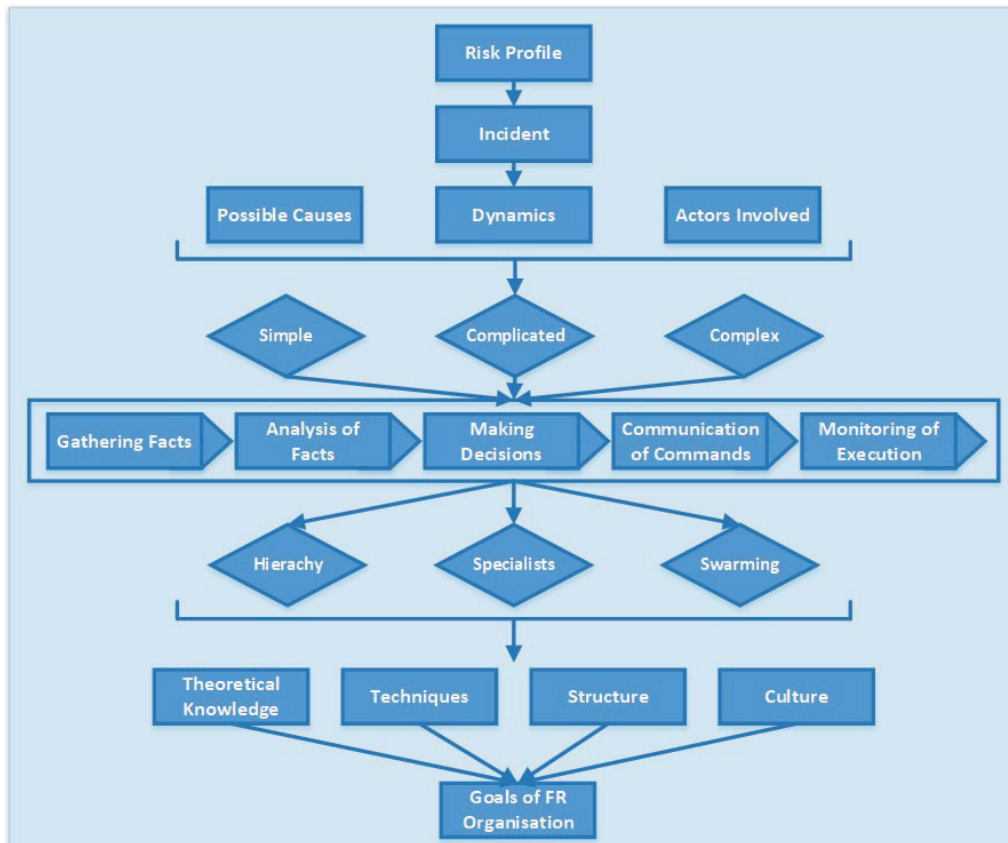 Risk Profile
Incident
Possible Causes
Dynamics
Actors Involved
Simple
Complicated
Complex
Gathering Facts
Analysis of
Facts
Making
Decisions
Communication
of Commands
Monitoring of
Execution
Hierachy
Specialists
Swarming
Theoretical
Knowledge
Techniques
Structure
Culture
Goals of FR
Organisation